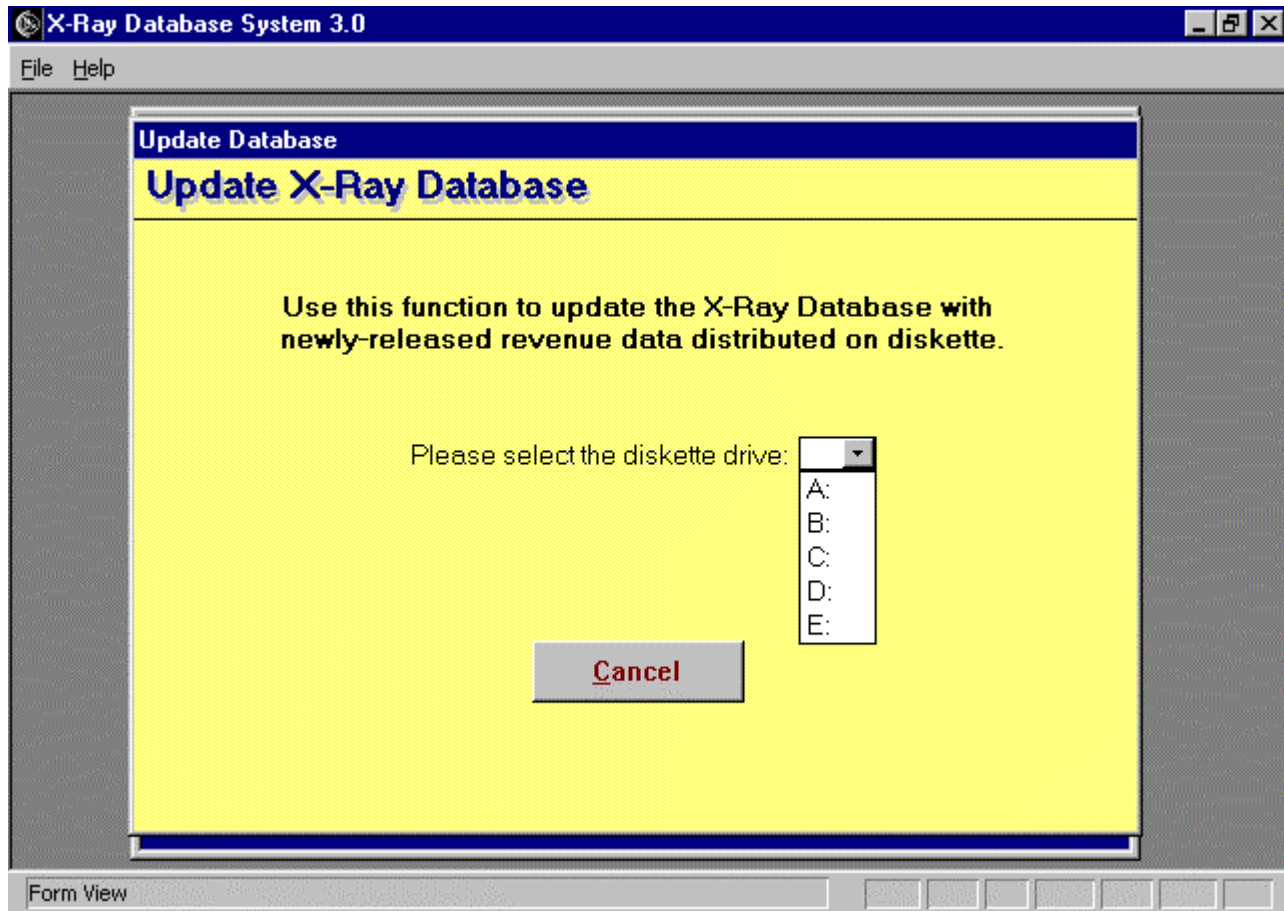 X-Ray Database System 3.0
File Help
Update Database
Update X-Ray Database
Use this function to update the X-Ray Database with
newly-released revenue data distributed on diskette.
Please select the diskette drive:
A:
B:
C:
D:
E:
Cancel
Form View